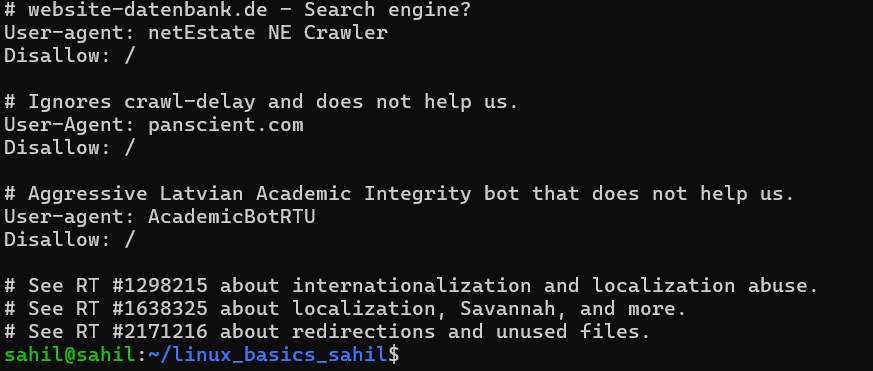 # website-datenbank.de - Search engine?
User-agent: netEstate NE Crawler
Disallow: /
# Ignores crawl-delay and does not help us.
User-Agent: panscient.com
Disallow: /
# Aggressive Latvian Academic Integrity bot that does not help us.
User-agent: AcademicBotRTU
Disallow: /
# See RT #1298215 about internationalization and localization abuse.
# See RT #1638325 about localization, Savannah, and more.
# See RT #2171216 about redirections and unused files.
sahil@sahil:~/linux_basics_sahil$